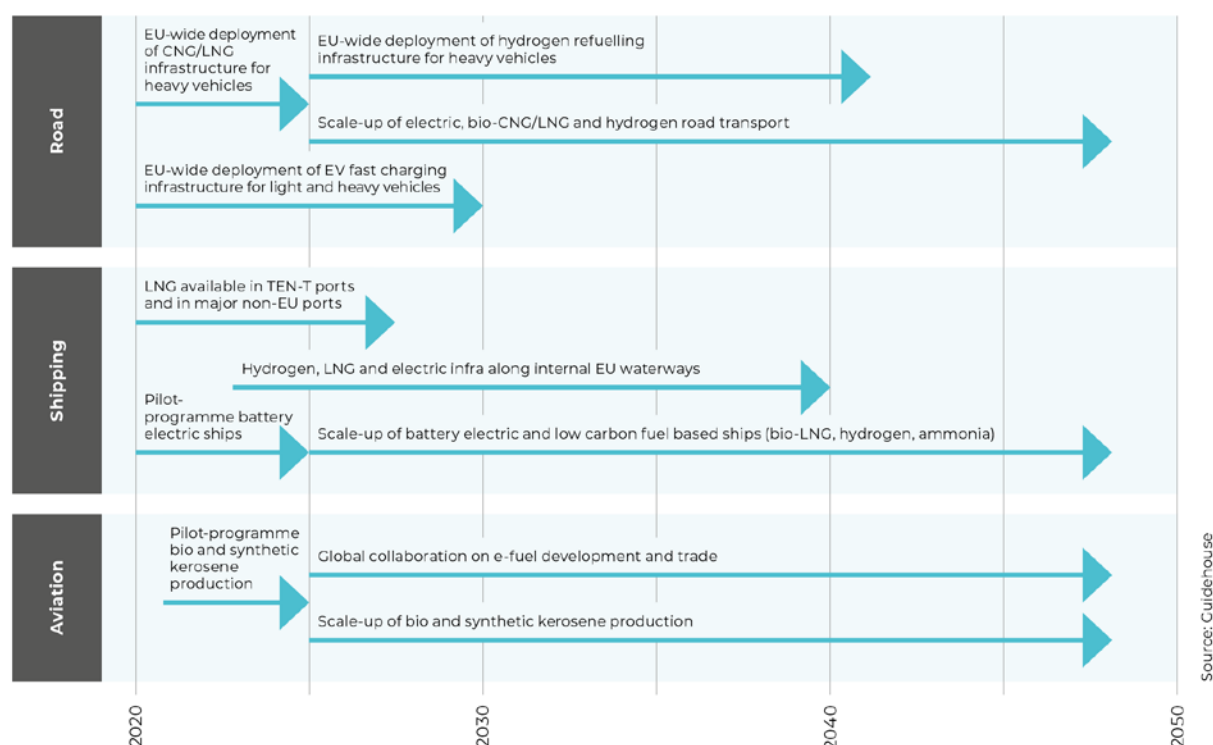 Road
EU-wide deployment
of CNG/LNG
infrastructure for
heavy vehicles
EU-wide deployment of hydrogen refuelling
infrastructure for heavy vehicles
Scale-up of electric, bio-CNG/LNG and hydrogen road transport
EU-wide deployment of EV fast charging
infrastructure for light and heavy vehicles
Shipping
LNG available in TEN-T ports
and in major non-EU ports
Hydrogen, LNG and electric infra along internal EU waterways
Pilot-
programme battery
electric ships
Scale-up of battery electric and low carbon fuel based ships (bio-LNG, hydrogen, ammonia)
Aviation
Pilot-programme
bio and synthetic
kerosene
production
Global collaboration on e-fuel development and trade
Scale-up of bio and synthetic kerosene production
2020
2030
2040
2050
Source: Guidehouse